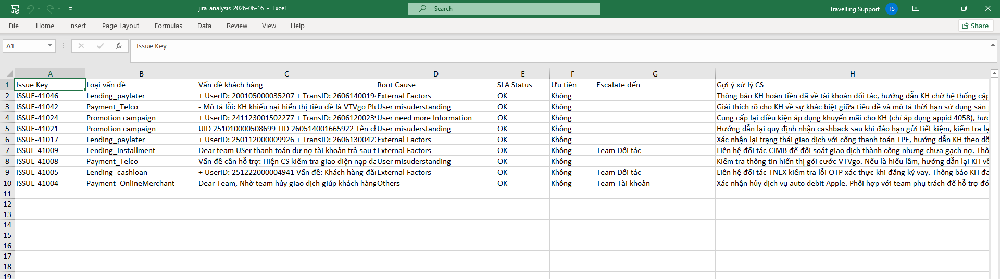 jira_analysis_2026-06-16 - Excel
Search
Travelling Support TS
File Home Insert Page Layout Formulas Data Review View Help
Share
A1 fx Issue Key
A B C D E F G H
1 Issue Key Loại vấn đề Vấn đề khách hàng Root Cause SLA Status Ưu tiên Escalate đến Gợi ý xử lý CS
2 ISSUE-41046 Lending_paylater + UserID: 200105000035207 + TransID: 2606140019 External Factors OK Không Thông báo KH hoàn tiền đã về tài khoản đối tác, hướng dẫn KH chờ hệ thống cập
3 ISSUE-41042 Payment_Telco - Mô tả lỗi: KH khiếu nại hiển thị tiêu đề là VTVgo Plu User misuderstanding OK Không Giải thích rõ cho KH về sự khác biệt giữa tiêu đề và mô tả thời hạn sử dụng sản
4 ISSUE-41024 Promotion campaign + UserID: 241123001502277 + TransID: 26061200239 User need more Information OK Không Cung cấp lại điều kiện áp dụng khuyến mãi cho KH (chỉ áp dụng appid 4058), hướ
5 ISSUE-41021 Promotion campaign UID 251010000508699 TID 260514001665922 Tên ch User misuderstanding OK Không Hướng dẫn lại quy định nhận cashback sau khi đáo hạn gửi tiết kiệm, kiểm tra lạ
6 ISSUE-41017 Lending_paylater + UserID: 250112000009926 + TransID: 260613004 External Factors OK Không Xác nhận lại trạng thái giao dịch với cổng thanh toán TPE, hướng dẫn KH theo dõ
7 ISSUE-41009 Lending_installment Dear team USer thanh toán dư nợ tài khoản trả sau t External Factors OK Không Team Đối tác Liên hệ đối tác CIMB để đối soát giao dịch thành công nhưng chưa gạch nợ. Thô
8 ISSUE-41008 Payment_Telco Vấn đề cần hỗ trợ: Hiện CS kiểm tra giao diện nạp da User misuderstanding OK Không Kiểm tra thông tin hiển thị gói cước VTVgo. Nếu là hiểu lầm, hướng dẫn lại KH về
9 ISSUE-41005 Lending_cashloan + UserID: 251222000004941 Vấn đề: Khách hàng đăn External Factors OK Không Team Đối tác Liên hệ đối tác TNEX kiểm tra lỗi OTP xác thực khi đăng ký vay. Thông báo KH đa
10 ISSUE-41004 Payment_OnlineMerchant Dear Team, Nhờ team hủy giao dịch giúp khách hàng Others OK Không Team Tài khoản Xác nhận hủy dịch vụ auto debit Apple. Phối hợp với team phụ trách để hỗ trợ đó
11
12
13
14
15
16
17
18
19